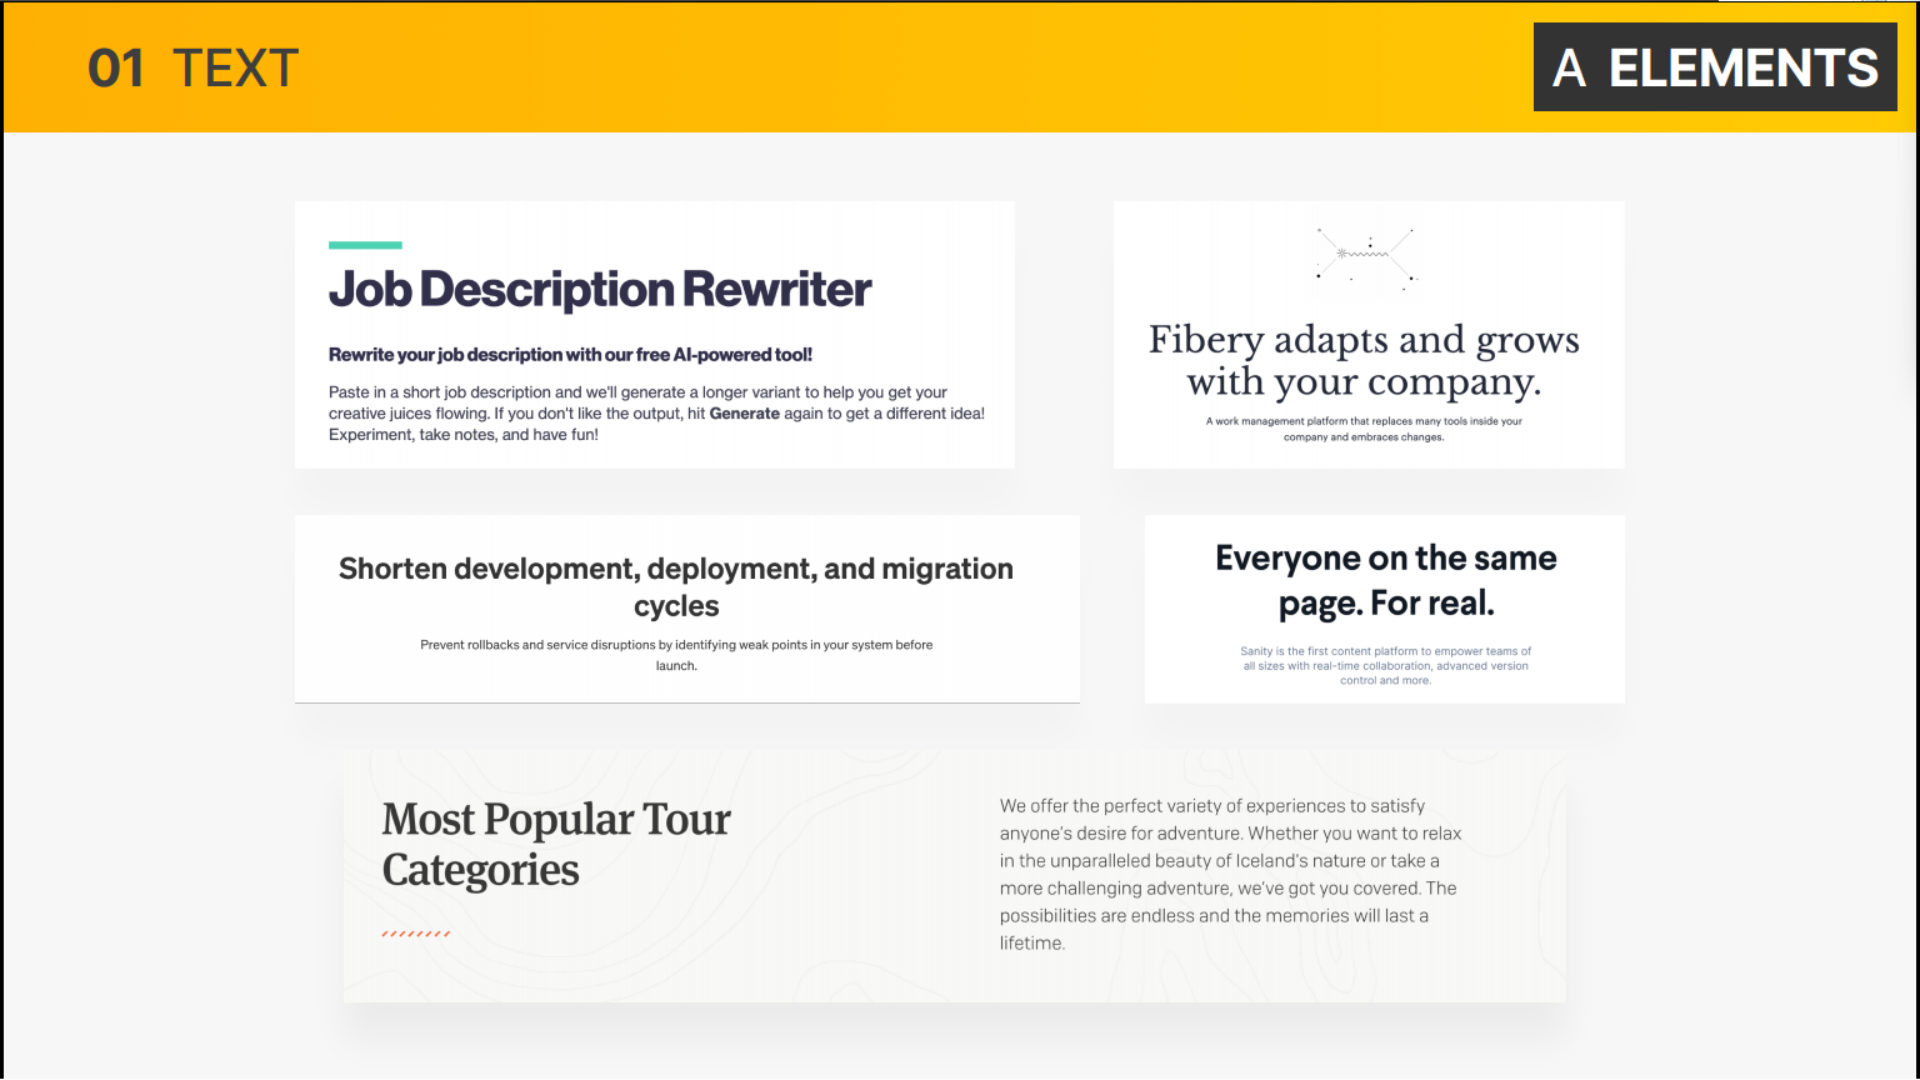 01 TEXT
A ELEMENTS
Job Description Rewriter
Rewrite your job description with our free AI-powered tool!
Paste in a short job description and we'll generate a longer variant to help you get your
creative juices flowing. If you don't like the output, hit Generate again to get a different idea!
Experiment, take notes, and have fun!
Fibery adapts and grows
with your company.
A work management platform that replaces many tools inside your
company and embraces changes.
Shorten development, deployment, and migration
cycles
Prevent rollbacks and service disruptions by identifying weak points in your system before
launch.
Everyone on the same
page. For real.
Sanity is the first content platform to empower teams of
all sizes with real-time collaboration, advanced version
control and more.
Most Popular Tour
Categories
We offer the perfect variety of experiences to satisfy
anyone's desire for adventure. Whether you want to relax
in the unparalleled beauty of Iceland's nature or take a
more challenging adventure, we've got you covered. The
possibilities are endless and the memories will last a
lifetime.